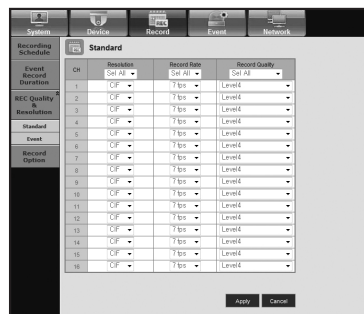 System Device Record Event Network
REC
Recording
Schedule
Event
Record
Duration
REC Quality
&
Resolution
Standard
Event
Record
Option
Standard
CH Resolution Record Rate Record Quality
Sel All Sel All Sel All
1 CIF 7 fps Level4
2 CIF 7 fps Level4
3 CIF 7 fps Level4
4 CIF 7 fps Level4
5 CIF 7 fps Level4
6 CIF 7 fps Level4
7 CIF 7 fps Level4
8 CIF 7 fps Level4
9 CIF 7 fps Level4
10 CIF 7 fps Level4
11 CIF 7 fps Level4
12 CIF 7 fps Level4
13 CIF 7 fps Level4
14 CIF 7 fps Level4
15 CIF 7 fps Level4
16 CIF 7 fps Level4
Apply Cancel